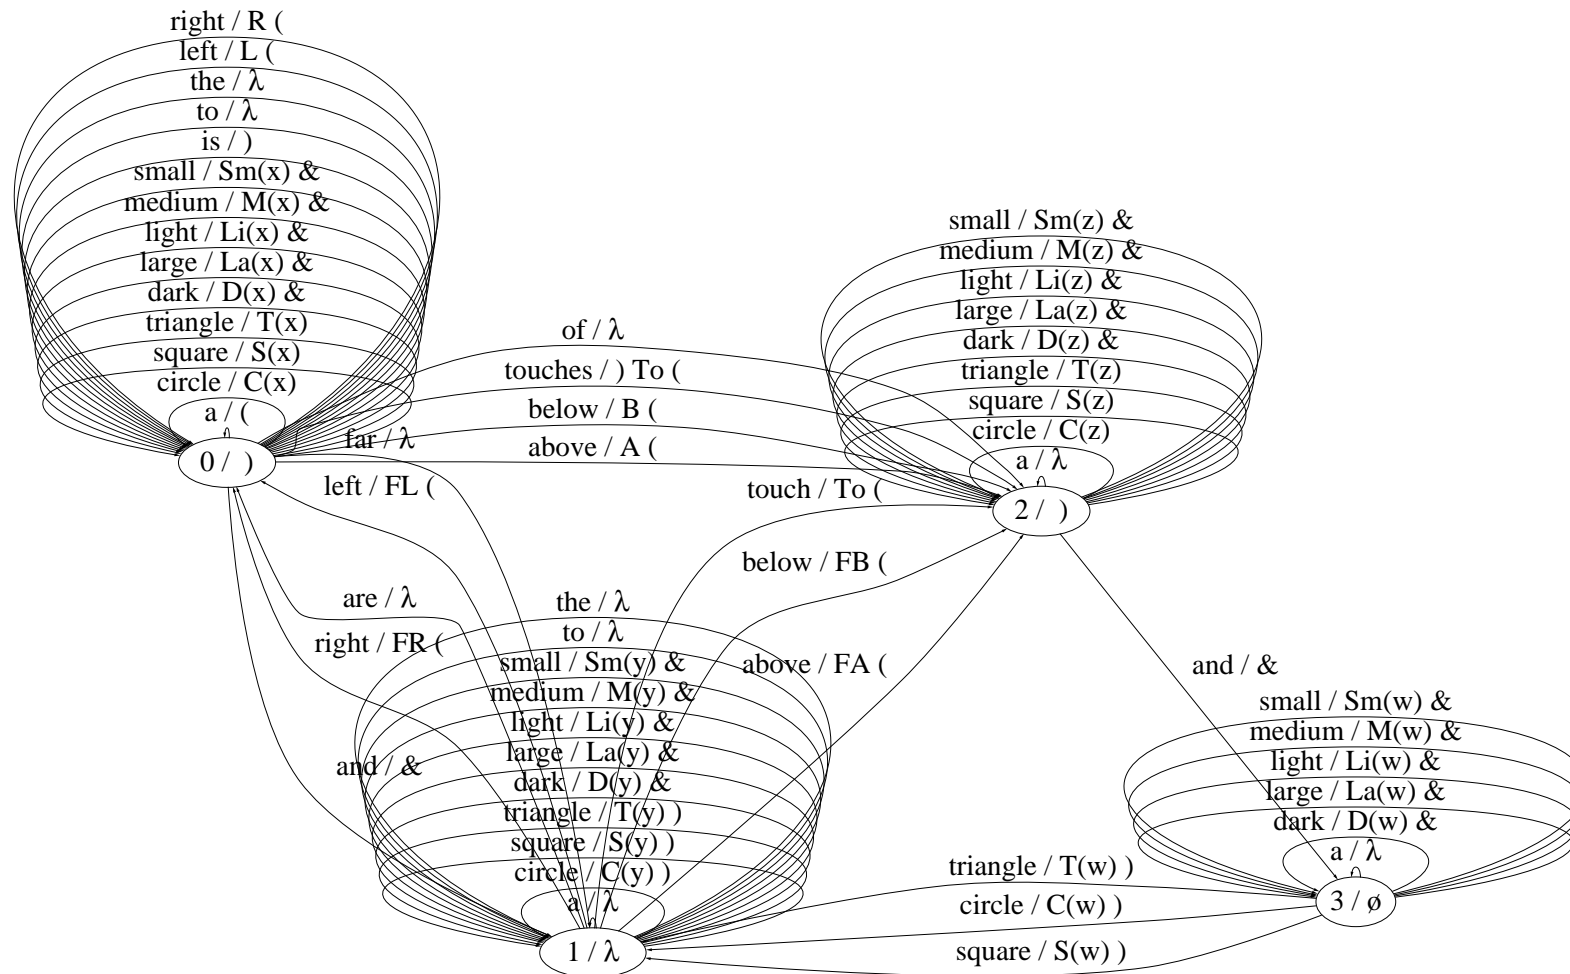 right / R (
left / L (
the / λ
to / λ
is / )
small / Sm(x) &
medium / M(x) &
light / Li(x) &
large / La(x) &
dark / D(x) &
triangle / T(x)
square / S(x)
circle / C(x)
a / (
0 / )
of / λ
touches / ) To (
below / B (
above / A (
far / λ
left / FL (
small / Sm(z) &
medium / M(z) &
light / Li(z) &
large / La(z) &
dark / D(z) &
triangle / T(z)
square / S(z)
circle / C(z)
a / λ
2 / )
touch / To (
below / FB (
above / FA (
are / λ
right / FR (
and / &
the / λ
to / λ
small / Sm(y) &
medium / M(y) &
light / Li(y) &
large / La(y) &
dark / D(y) &
triangle / T(y) )
square / S(y) )
circle / C(y) )
a / λ
1 / λ
and / &
small / Sm(w) &
medium / M(w) &
light / Li(w) &
large / La(w) &
dark / D(w) &
a / λ
3 / ø
triangle / T(w) )
circle / C(w) )
square / S(w) )